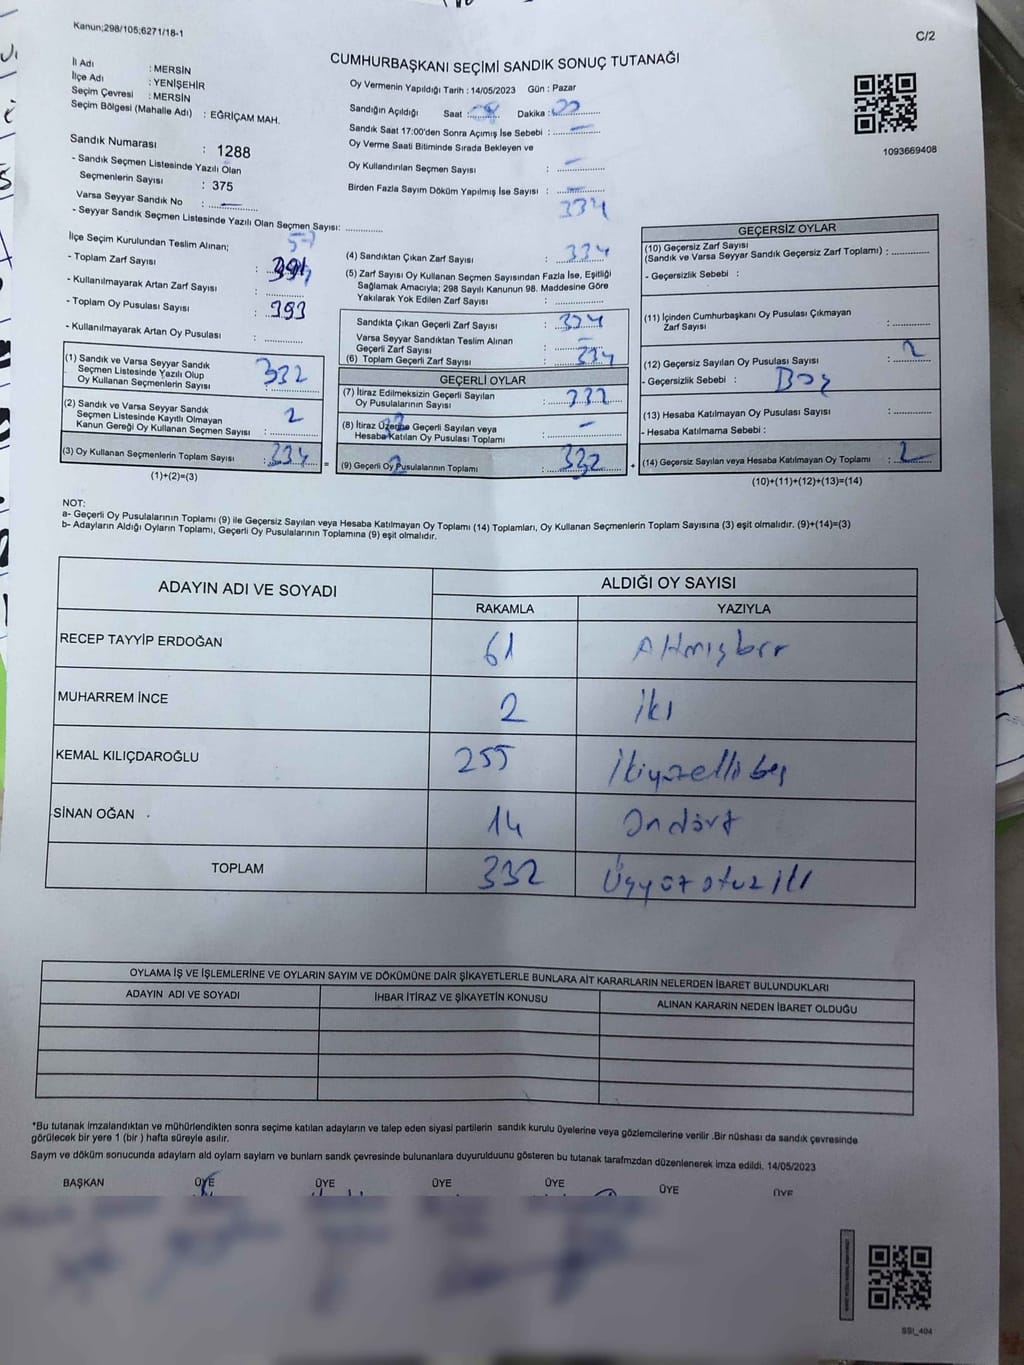 Kanun;298/105;6271/18-1
C/2
CUMHURBAŞKANI SEÇİMİ SANDIK SONUÇ TUTANAĞI
İl Adı : MERSİN
İlçe Adı : YENİŞEHİR
Seçim Çevresi : MERSİN
Seçim Bölgesi (Mahalle Adı) : EĞRİÇAM MAH.
Sandık Numarası : 1288
- Sandık Seçmen Listesinde Yazılı Olan
Seçmenlerin Sayısı : 375
Varsa Seyyar Sandık No : —
- Seyyar Sandık Seçmen Listesinde Yazılı Olan Seçmen Sayısı:
Oy Vermenin Yapıldığı Tarih : 14/05/2023 Gün : Pazar
Sandığın Açıldığı Saat : Dakika :
Sandık Saat 17:00'den Sonra Açımış İse Sebebi : —
Oy Verme Saati Bitiminde Sırada Bekleyen ve
Oy Kullandırılan Seçmen Sayısı : —
Birden Fazla Sayım Döküm Yapılmış İse Sayısı : —
334
1093669408
İlçe Seçim Kurulundan Teslim Alınan;
- Toplam Zarf Sayısı :
- Kullanılmayarak Artan Zarf Sayısı :
- Toplam Oy Pusulası Sayısı : 393
- Kullanılmayarak Artan Oy Pusulası :
(1) Sandık ve Varsa Seyyar Sandık
Seçmen Listesinde Yazılı Olup
Oy Kullanan Seçmenlerin Sayısı : 332
(2) Sandık ve Varsa Seyyar Sandık
Seçmen Listesinde Kayıtlı Olmayan
Kanun Gereği Oy Kullanan Seçmen Sayısı : 2
(3) Oy Kullanan Seçmenlerin Toplam Sayısı : 334
(1)+(2)=(3)
(4) Sandıktan Çıkan Zarf Sayısı : 334
(5) Zarf Sayısı Oy Kullanan Seçmen Sayısından Fazla İse, Eşitliği
Sağlamak Amacıyla; 298 Sayılı Kanunun 98. Maddesine Göre
Yakılarak Yok Edilen Zarf Sayısı :
Sandıkta Çıkan Geçerli Zarf Sayısı : 334
Varsa Seyyar Sandıktan Teslim Alınan
Geçerli Zarf Sayısı : —
(6) Toplam Geçerli Zarf Sayısı : 334
GEÇERLİ OYLAR
(7) İtiraz Edilmeksizin Geçerli Sayılan
Oy Pusulalarının Sayısı : 332
(8) İtiraz Üzerine Geçerli Sayılan veya
Hesaba Katılan Oy Pusulası Toplamı : —
= (9) Geçerli Oy Pusulalarının Toplamı : 332
GEÇERSİZ OYLAR
(10) Geçersiz Zarf Sayısı
(Sandık ve Varsa Seyyar Sandık Geçersiz Zarf Toplamı) :
- Geçersizlik Sebebi :
(11) İçinden Cumhurbaşkanı Oy Pusulası Çıkmayan
Zarf Sayısı :
(12) Geçersiz Sayılan Oy Pusulası Sayısı : 2
- Geçersizlik Sebebi : Boş
(13) Hesaba Katılmayan Oy Pusulası Sayısı :
- Hesaba Katılmama Sebebi :
+ (14) Geçersiz Sayılan veya Hesaba Katılmayan Oy Toplamı : 2
(10)+(11)+(12)+(13)=(14)
NOT:
a- Geçerli Oy Pusulalarının Toplamı (9) ile Geçersiz Sayılan veya Hesaba Katılmayan Oy Toplamı (14) Toplamları, Oy Kullanan Seçmenlerin Toplam Sayısına (3) eşit olmalıdır. (9)+(14)=(3)
b- Adayların Aldığı Oyların Toplamı, Geçerli Oy Pusulalarının Toplamına (9) eşit olmalıdır.
ADAYIN ADI VE SOYADI ALDIĞI OY SAYISI
RAKAMLA YAZIYLA
RECEP TAYYİP ERDOĞAN 61 Altmışbir
MUHARREM İNCE 2 iki
KEMAL KILIÇDAROĞLU 255 İkiyüzelli beş
SİNAN OĞAN 14 Ondört
TOPLAM 332 Üçyüz otuz iki
OYLAMA İŞ VE İŞLEMLERİNE VE OYLARIN SAYIM VE DÖKÜMÜNE DAİR ŞİKAYETLERLE BUNLARA AİT KARARLARIN NELERDEN İBARET BULUNDUKLARI
ADAYIN ADI VE SOYADI İHBAR İTİRAZ VE ŞİKAYETİN KONUSU ALINAN KARARIN NEDEN İBARET OLDUĞU
*Bu tutanak imzalandıktan ve mühürlendikten sonra seçime katılan adayların ve talep eden siyasi partilerin sandık kurulu üyelerine veya gözlemcilerine verilir .Bir nüshası da sandık çevresinde
görülecek bir yere 1 (bir ) hafta süreyle asılır.
Sayım ve döküm sonucunda adayların ald oyların sayların ve bunların sandk çevresinde bulunanlara duyurulduunu gösteren bu tutanak tarafmzdan düzenlenerek imza edildi. 14/05/2023
BAŞKAN ÜYE ÜYE ÜYE ÜYE ÜYE ÜYE
SSI_404